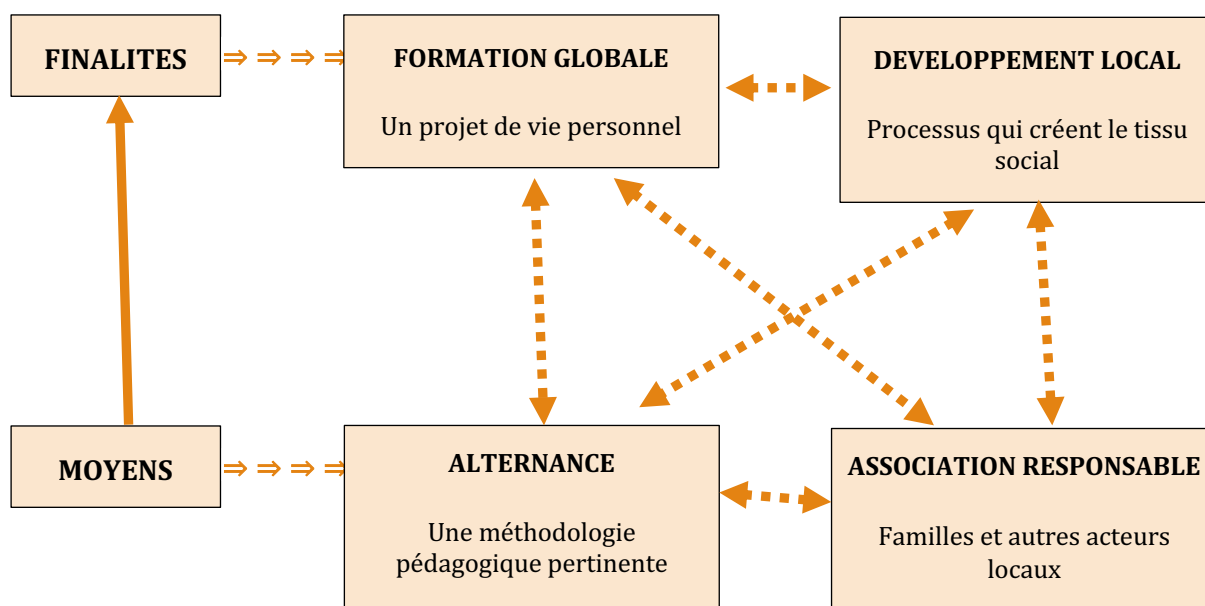 FINALITES
⇒ ⇒ ⇒ ⇒
FORMATION GLOBALE
Un projet de vie personnel
DEVELOPPEMENT LOCAL
Processus qui créent le tissu
social
MOYENS
⇒ ⇒ ⇒ ⇒
ALTERNANCE
Une méthodologie
pédagogique pertinente
ASSOCIATION RESPONSABLE
Familles et autres acteurs
locaux